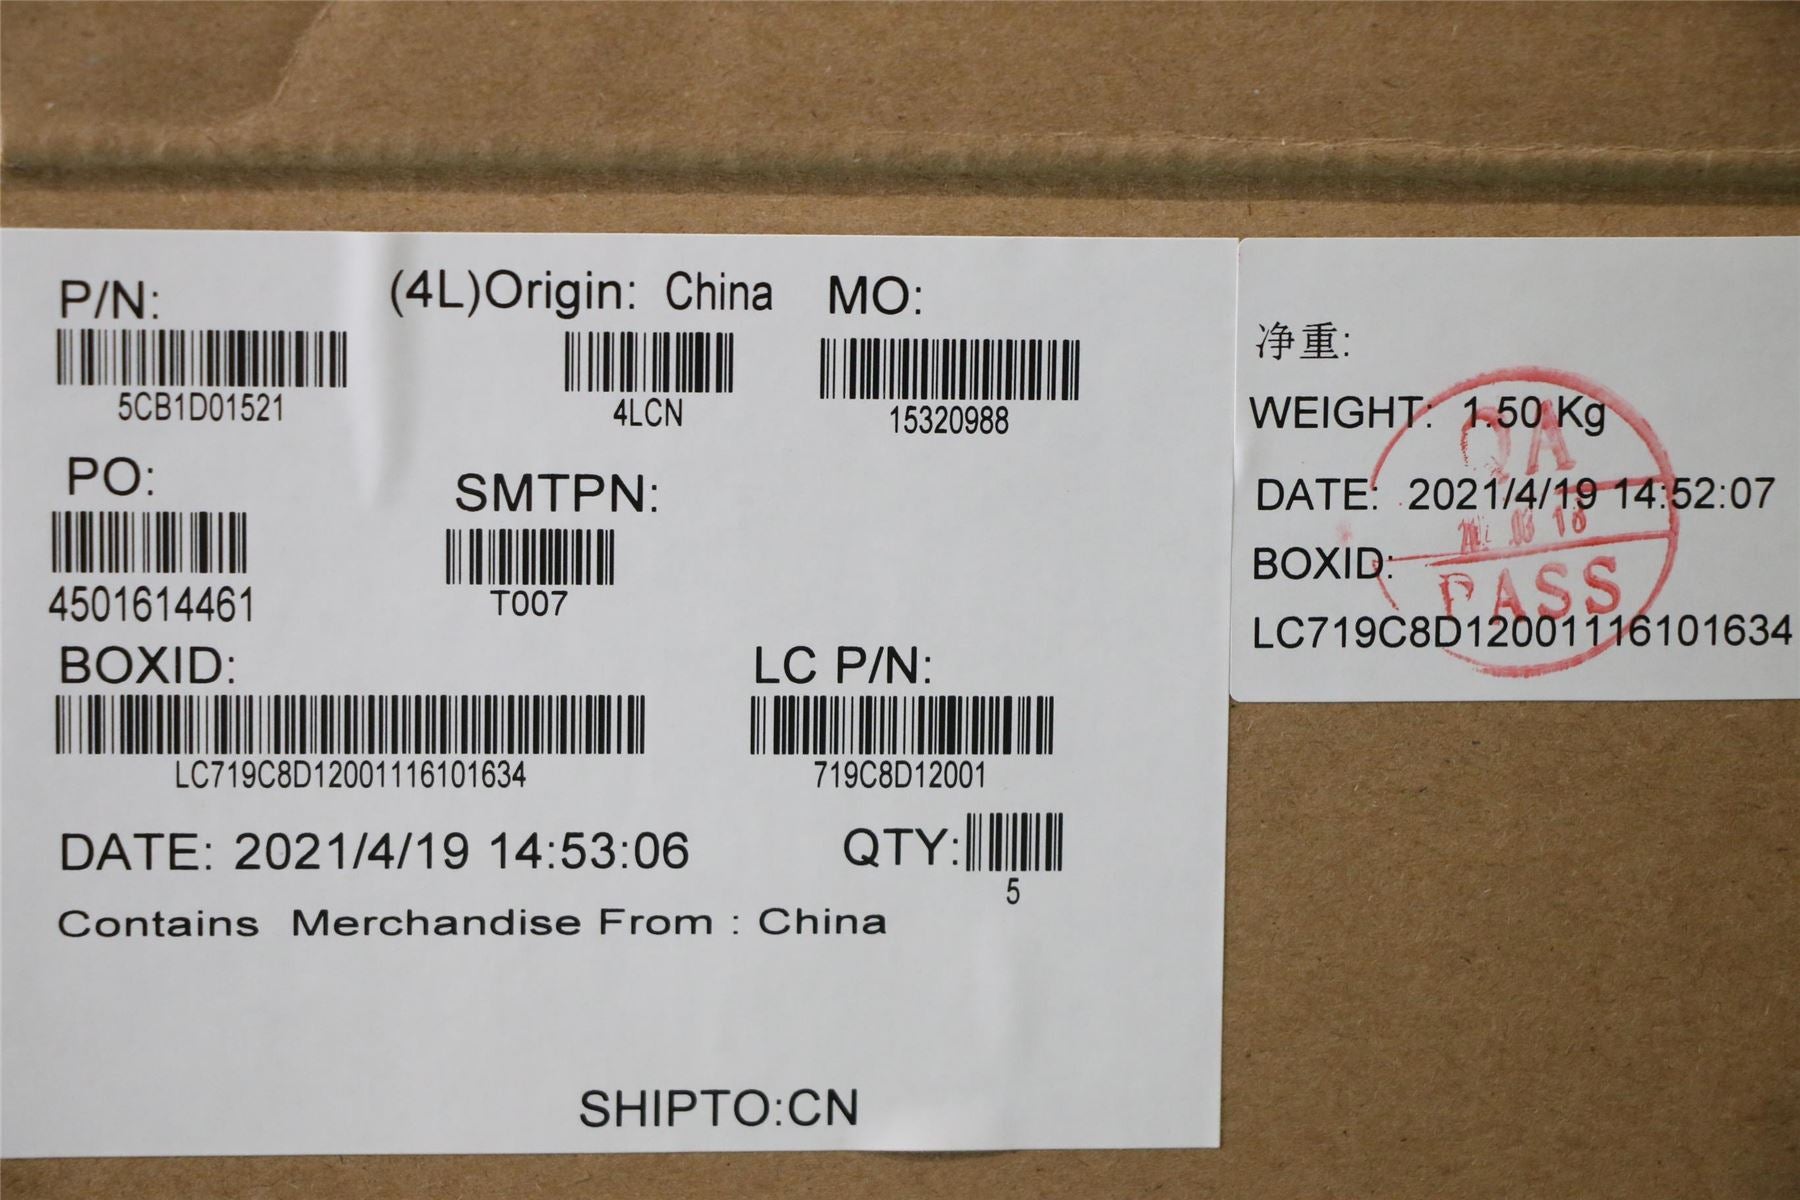 P/N:
(4L)Origin: China
MO:
5CB1D01521
4LCN
15320988
PO:
SMTPN:
4501614461
T007
BOXID:
LC P/N:
LC719C8D12001116101634
719C8D12001
DATE: 2021/4/19 14:53:06
QTY:
5
Contains Merchandise From : China
SHIPTO:CN
净重:
WEIGHT: 1.50 Kg
DATE: 2021/4/19 14:52:07
BOXID:
LC719C8D12001116101634
QA
PASS